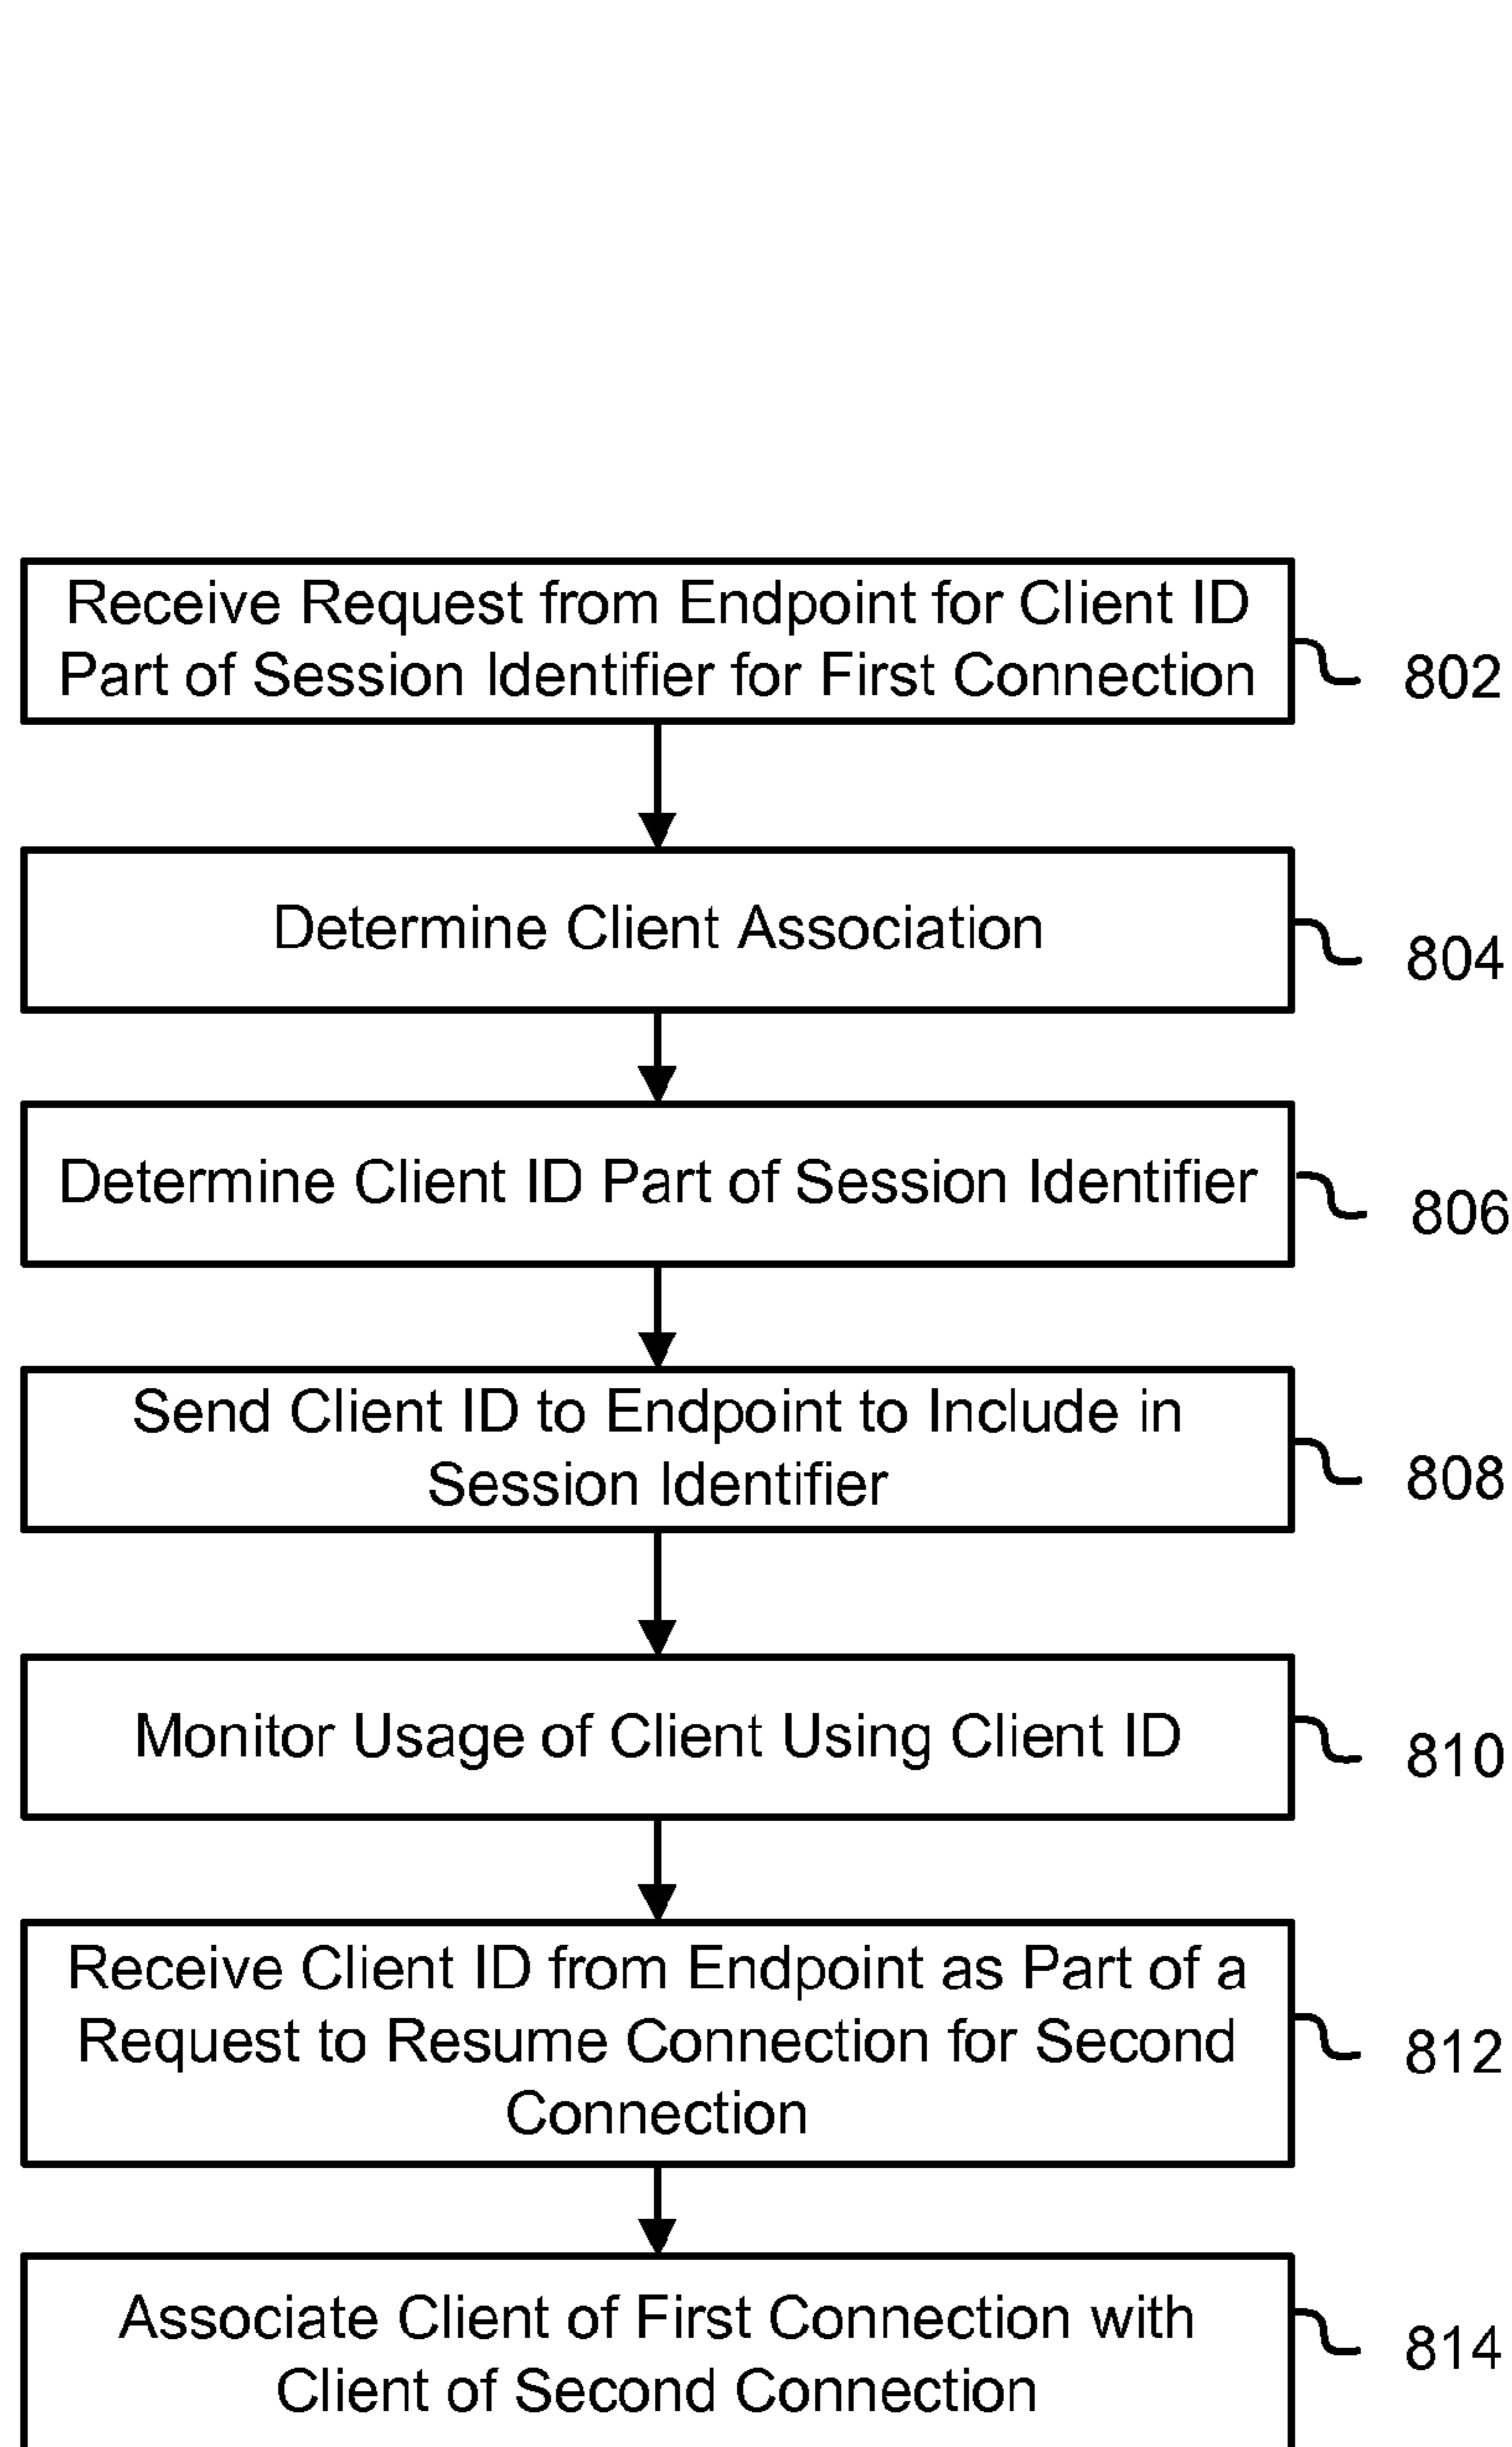 Receive Request from Endpoint for Client ID
Part of Session Identifier for First Connection
802
Determine Client Association
804
Determine Client ID Part of Session Identifier
806
Send Client ID to Endpoint to Include in
Session Identifier
808
Monitor Usage of Client Using Client ID
810
Receive Client ID from Endpoint as Part of a
Request to Resume Connection for Second
Connection
812
Associate Client of First Connection with
Client of Second Connection
814